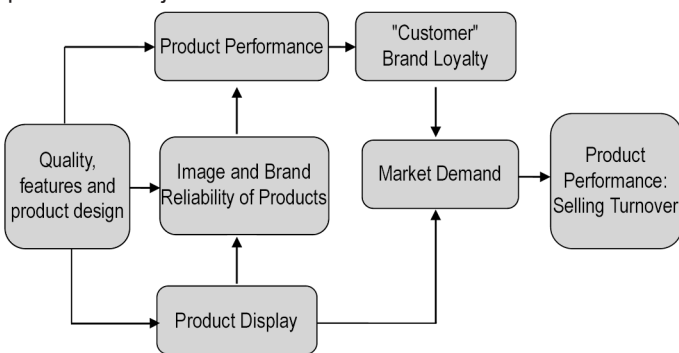 Product Performance
"Customer"
Brand Loyalty
Quality,
features and
product design
Image and Brand
Reliability of Products
Market Demand
Product
Performance:
Selling Turnover
Product Display